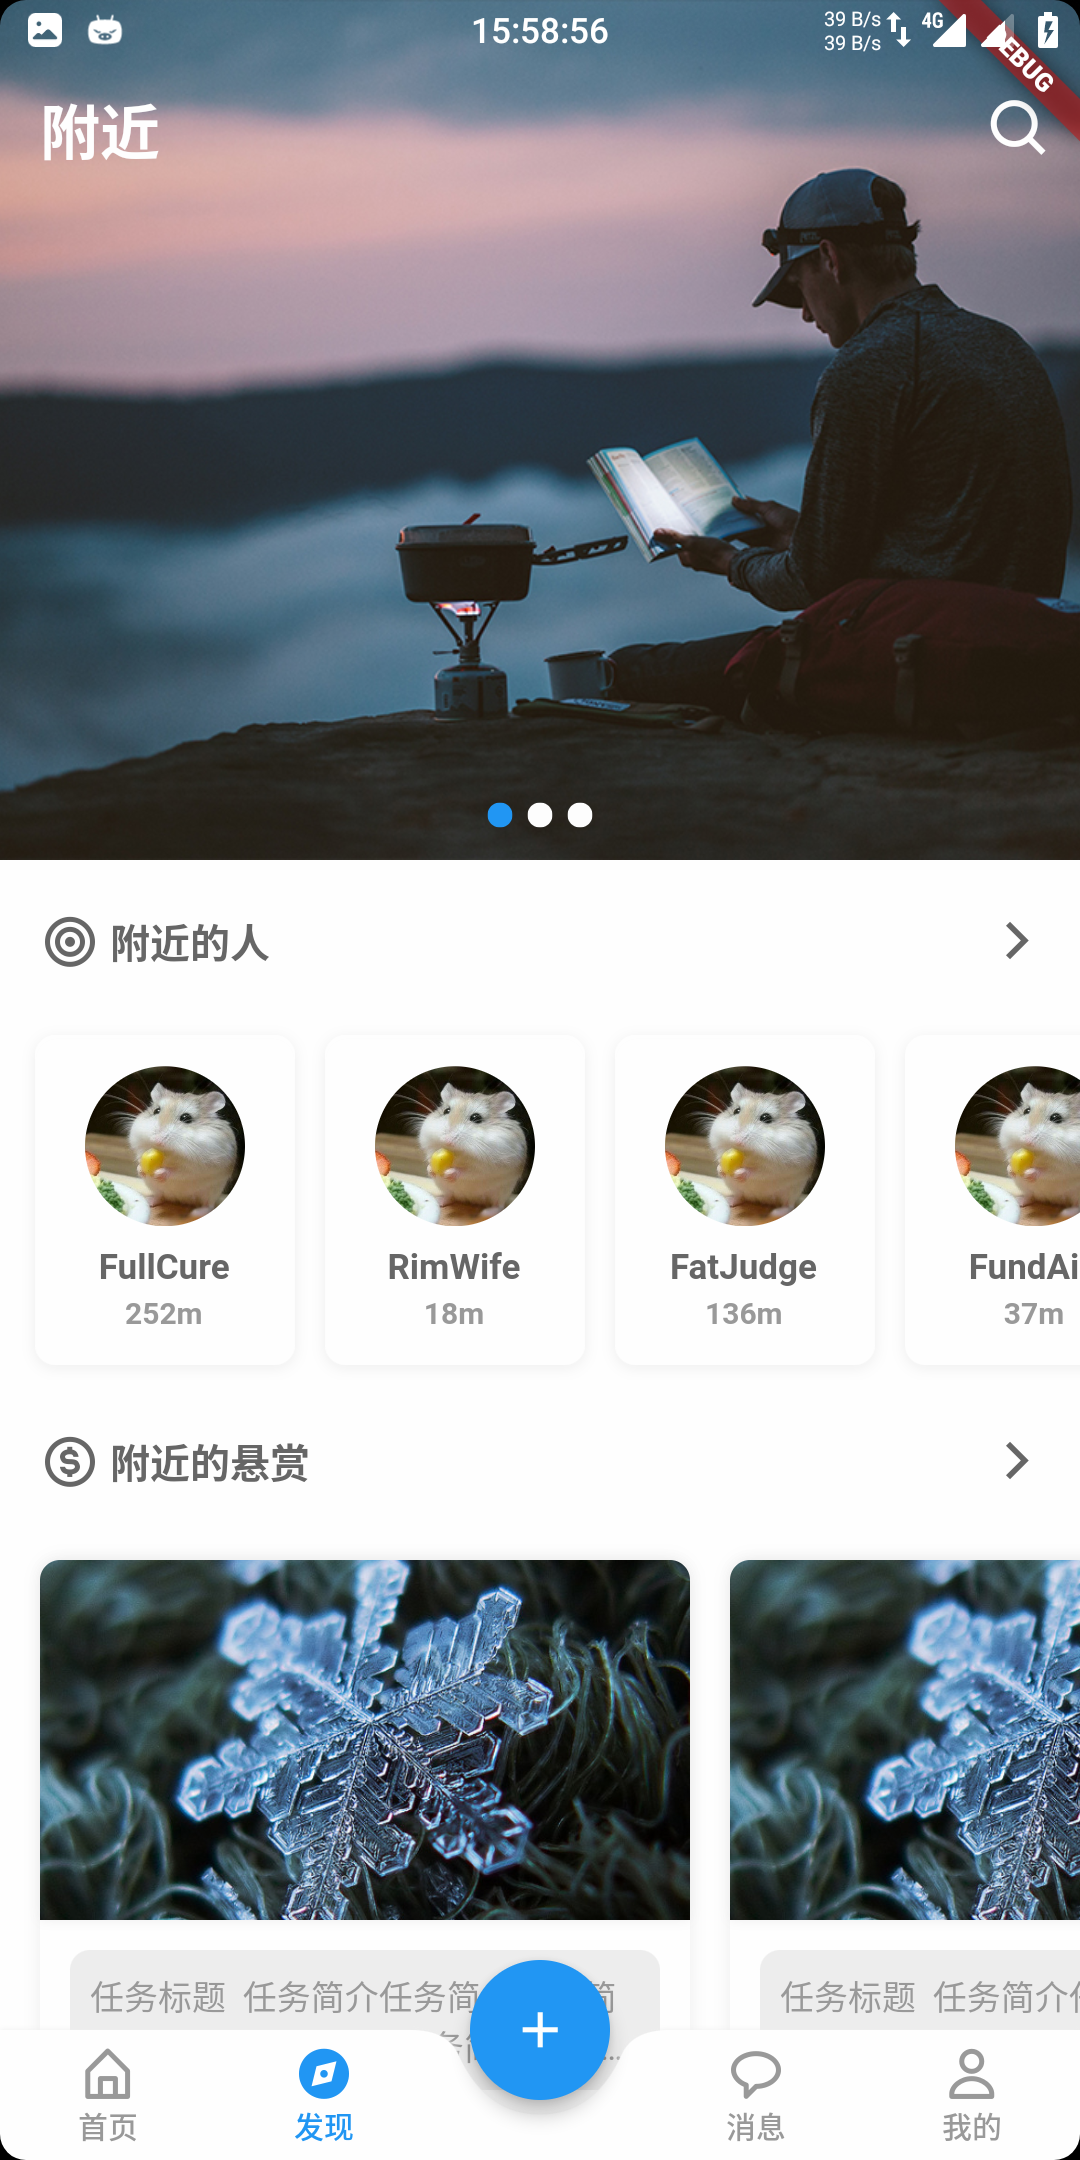 15:58:56
39 B/s
39 B/s
4G
EBUG
附近
附近的人
FullCure
RimWife
FatJudge
FundAi
252m
18m
136m
37m
附近的悬赏
任务标题 任务简介任务简 简
任务标题 任务简介
首页
发现
消息
我的